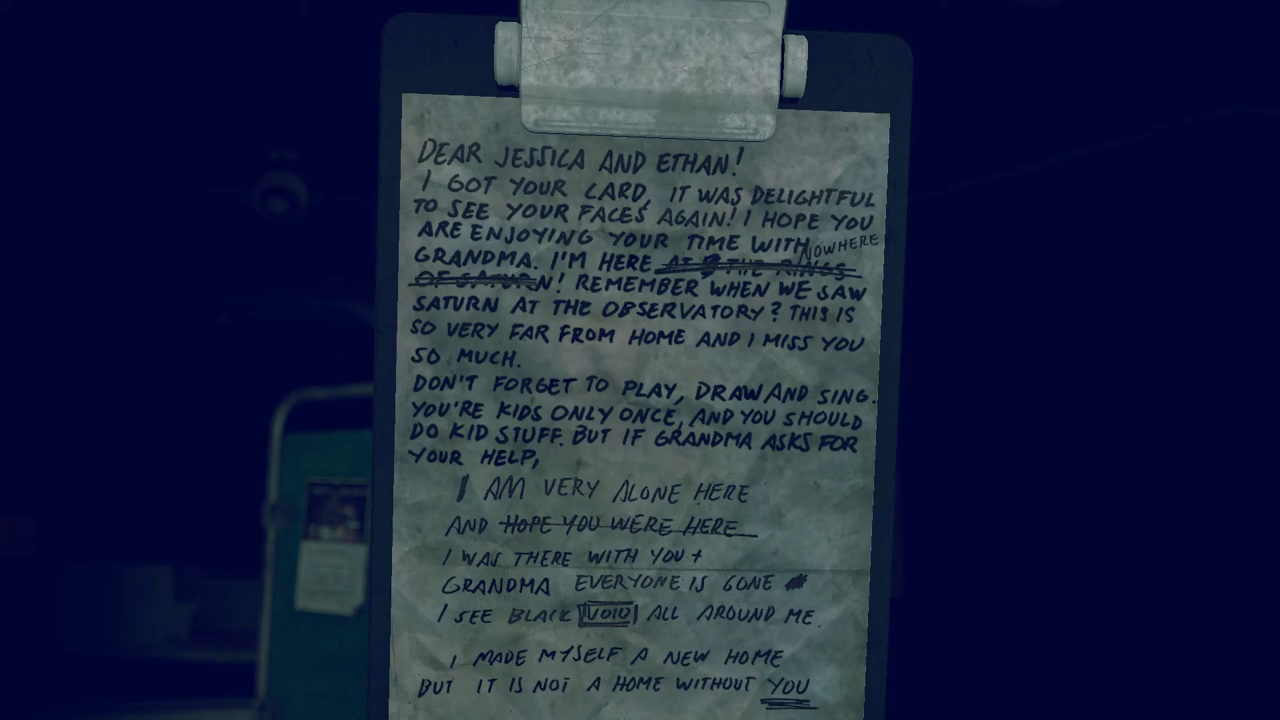 DEAR JESSICA AND ETHAN!
I GOT YOUR CARD, IT WAS DELIGHTFUL
TO SEE YOUR FACES AGAIN! I HOPE YOU
ARE ENJOYING YOUR TIME WITH
NOWHERE
GRANDMA. I'M HERE AT THE RINGS
OF SATURN! REMEMBER WHEN WE SAW
SATURN AT THE OBSERVATORY? THIS IS
SO VERY FAR FROM HOME AND I MISS YOU
SO MUCH.
DON'T FORGET TO PLAY, DRAW AND SING.
YOU'RE KIDS ONLY ONCE, AND YOU SHOULD
DO KID STUFF. BUT IF GRANDMA ASKS FOR
YOUR HELP,
I AM VERY ALONE HERE
AND HOPE YOU WERE HERE
I WAS THERE WITH YOU +
GRANDMA EVERYONE IS GONE
I SEE BLACK VOID ALL AROUND ME.
I MADE MYSELF A NEW HOME
BUT IT IS NOT A HOME WITHOUT YOU